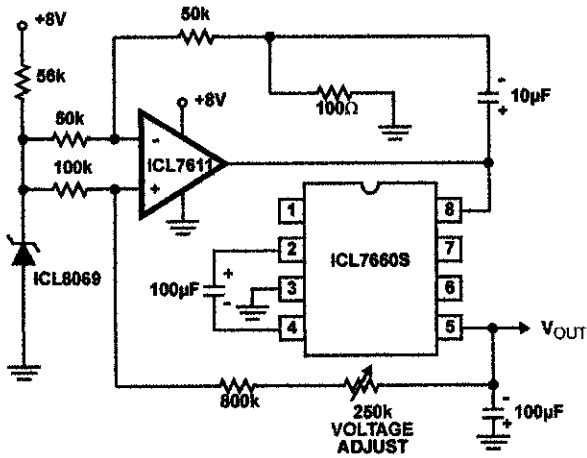 +8V
50k
56k
+8V
100Ω
-
+
10µF
50k
-
ICL7611
100k
+
1
8
2
7
ICL7660S
3
6
4
5
+
100µF
-
ICL8069
VOUT
800k
250k
VOLTAGE
ADJUST
-
+
100µF